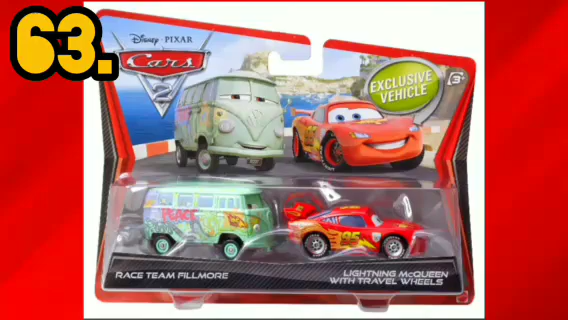 63.
Disney · PIXAR
Cars
2
EXCLUSIVE
VEHICLE
3+
PEACE
95
RACE TEAM FILLMORE
LIGHTNING McQUEEN
WITH TRAVEL WHEELS